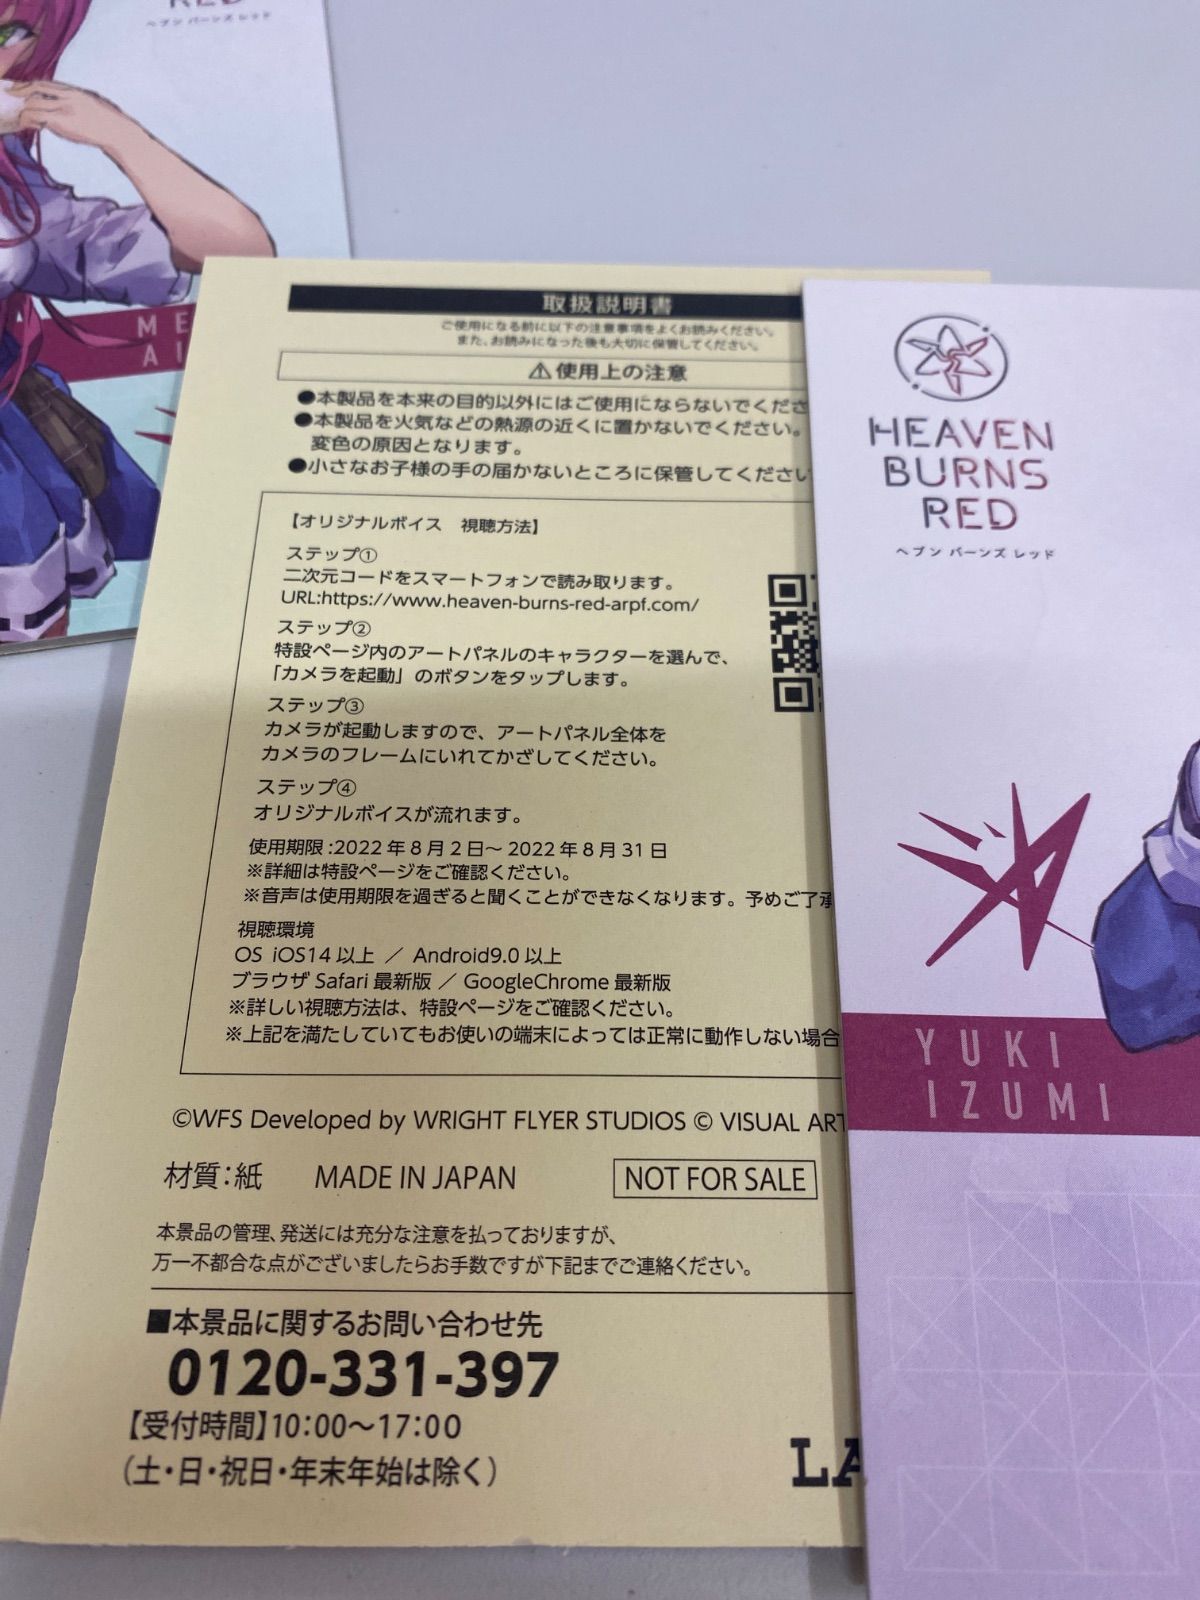 RED
ヘブン バーンズ レッド
ME
AI
取扱説明書
ご使用になる前に以下の注意事項をよくお読みください。
また、お読みになった後も大切に保管してください。
⚠使用上の注意
●本製品を本来の目的以外にはご使用にならないでくださ
●本製品を火気などの熱源の近くに置かないでください。
変色の原因となります。
●小さなお子様の手の届かないところに保管してください
【オリジナルボイス 視聴方法】
ステップ①
二次元コードをスマートフォンで読み取ります。
URL:https://www.heaven-burns-red-arpf.com/
ステップ②
特設ページ内のアートパネルのキャラクターを選んで、
「カメラを起動」のボタンをタップします。
ステップ③
カメラが起動しますので、アートパネル全体を
カメラのフレームにいれてかざしてください。
ステップ④
オリジナルボイスが流れます。
使用期限:2022年8月2日～2022年8月31日
※詳細は特設ページをご確認ください。
※音声は使用期限を過ぎると聞くことができなくなります。予めご了承
視聴環境
OS iOS14以上 ／ Android9.0以上
ブラウザ Safari 最新版 ／ GoogleChrome 最新版
※詳しい視聴方法は、特設ページをご確認ください。
※上記を満たしていてもお使いの端末によっては正常に動作しない場合
©WFS Developed by WRIGHT FLYER STUDIOS © VISUAL ART
材質：紙 MADE IN JAPAN NOT FOR SALE
本景品の管理、発送には充分な注意を払っておりますが、
万一不都合な点がございましたらお手数ですが下記までご連絡ください。
■本景品に関するお問い合わせ先
0120-331-397
【受付時間】10：00～17：00
（土・日・祝日・年末年始は除く）
LA
HEAVEN
BURNS
RED
ヘブン バーンズ レッド
YUKI
IZUMI